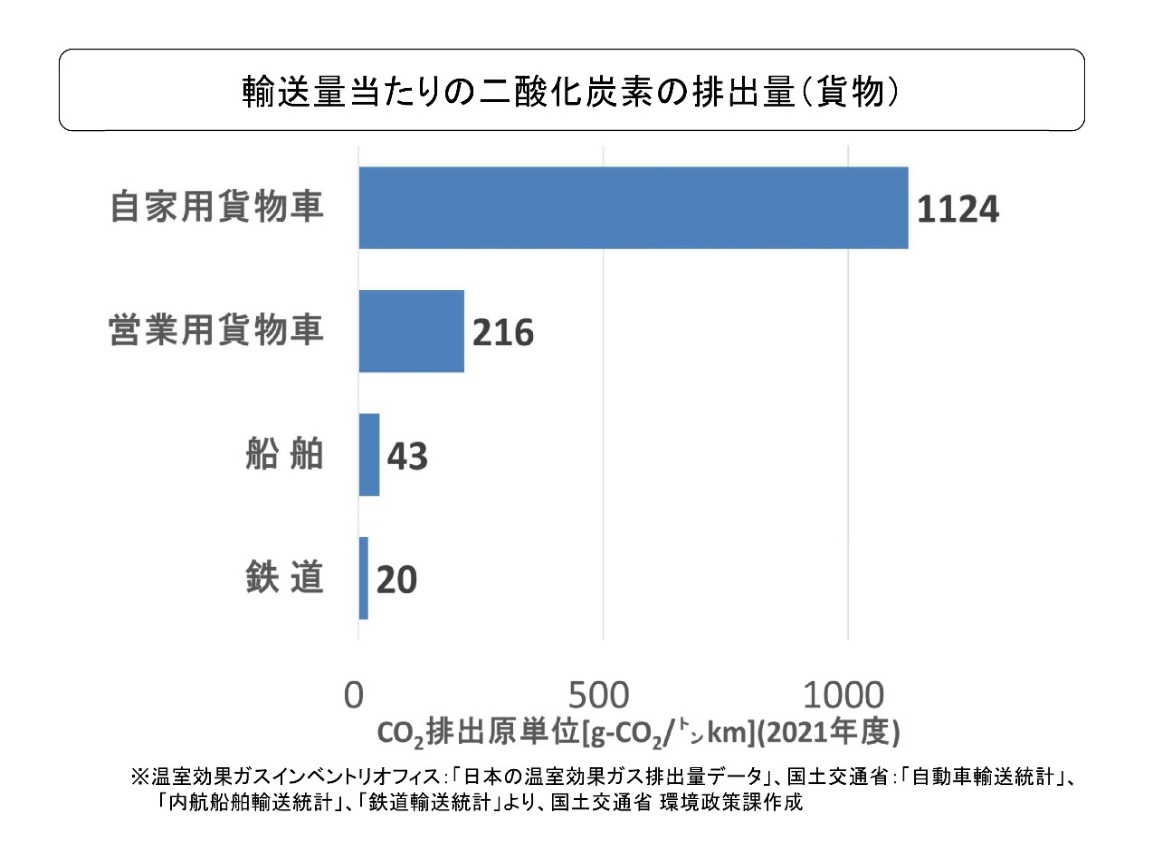 輸送量当たりの二酸化炭素の排出量(貨物)
自家用貨物車 1124
営業用貨物車 216
船 舶 43
鉄 道 20
0 500 1000
CO₂排出原単位[g-CO₂/㌧km](2021年度)
※温室効果ガスインベントリオフィス:「日本の温室効果ガス排出量データ」、国土交通省:「自動車輸送統計」、
「内航船舶輸送統計」、「鉄道輸送統計」より、国土交通省 環境政策課作成